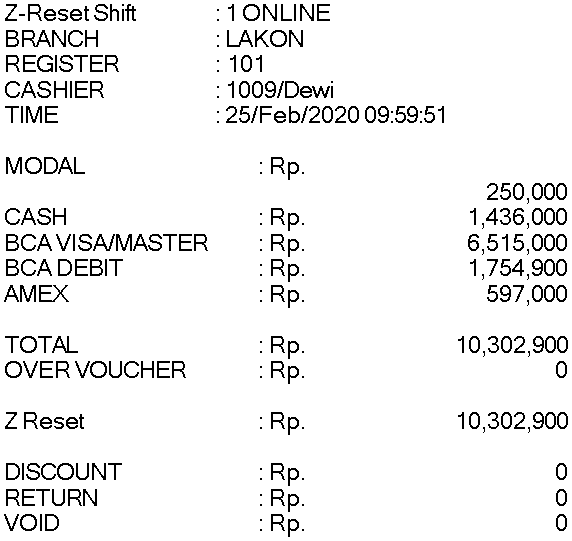 Z-Reset Shift : 1 ONLINE
BRANCH : LAKON
REGISTER : 101
CASHIER : 1009/Dewi
TIME : 25/Feb/2020 09:59:51
MODAL : Rp.
250,000
CASH : Rp. 1,436,000
BCA VISA/MASTER : Rp. 6,515,000
BCA DEBIT : Rp. 1,754,900
AMEX : Rp. 597,000
TOTAL : Rp. 10,302,900
OVER VOUCHER : Rp. 0
Z Reset : Rp. 10,302,900
DISCOUNT : Rp. 0
RETURN : Rp. 0
VOID : Rp. 0